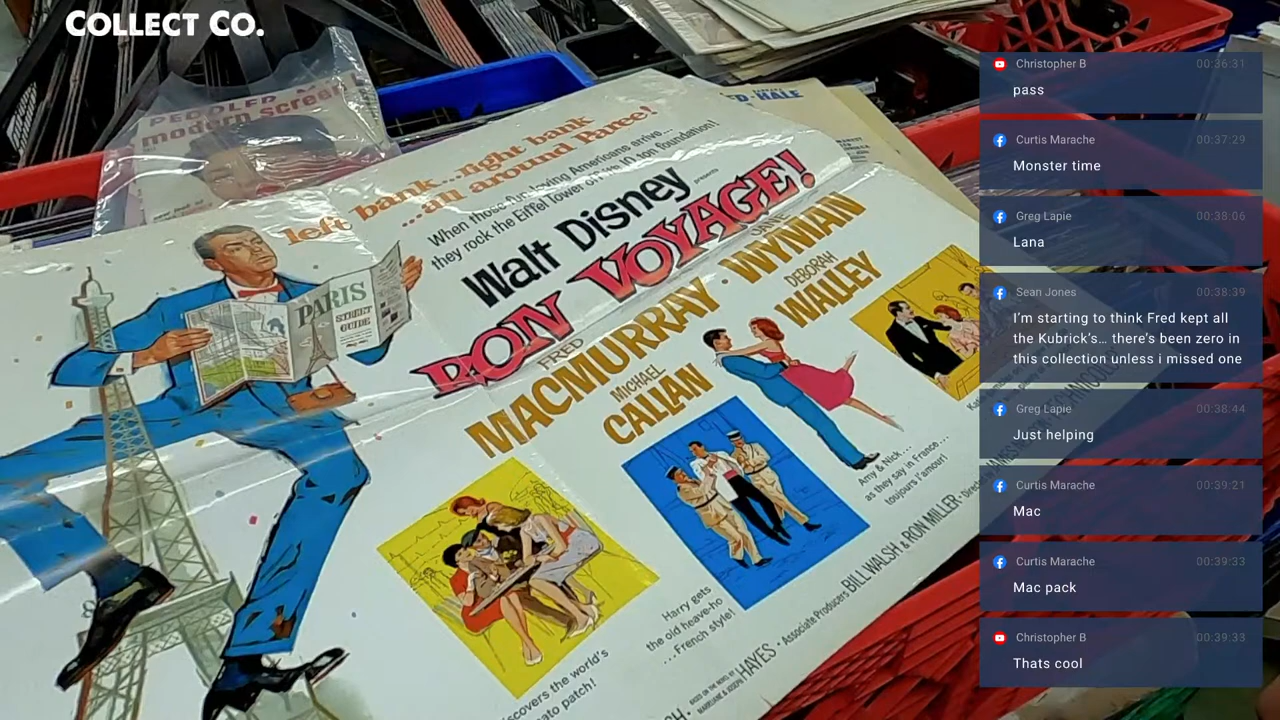 COLLECT CO.
PEDDLED
modern screen
left bank...right bank
...all around Paree!
When those fun-loving Americans arrive...
they rock the Eiffel Tower off its 10 ton foundation!
Walt Disney
presents
BON VOYAGE!
FRED
MACMURRAY
JANE
WYMAN
MICHAEL
CALLAN
DEBORAH
WALLEY
PARIS
STREET
GUIDE
Amy & Nick...
as they say in France...
toujours l'amour!
Harry gets
the old heave-ho
...French style!
Associate Producers BILL WALSH & RON MILLER
HAYES
BASED ON THE NOVEL BY
TECHNICOLOR
Christopher B 00:36:31
pass
Curtis Marache 00:37:29
Monster time
Greg Lapie 00:38:06
Lana
Sean Jones 00:38:39
I'm starting to think Fred kept all
the Kubrick's... there's been zero in
this collection unless i missed one
Greg Lapie 00:38:44
Just helping
Curtis Marache 00:39:21
Mac
Curtis Marache 00:39:33
Mac pack
Christopher B 00:39:33
Thats cool